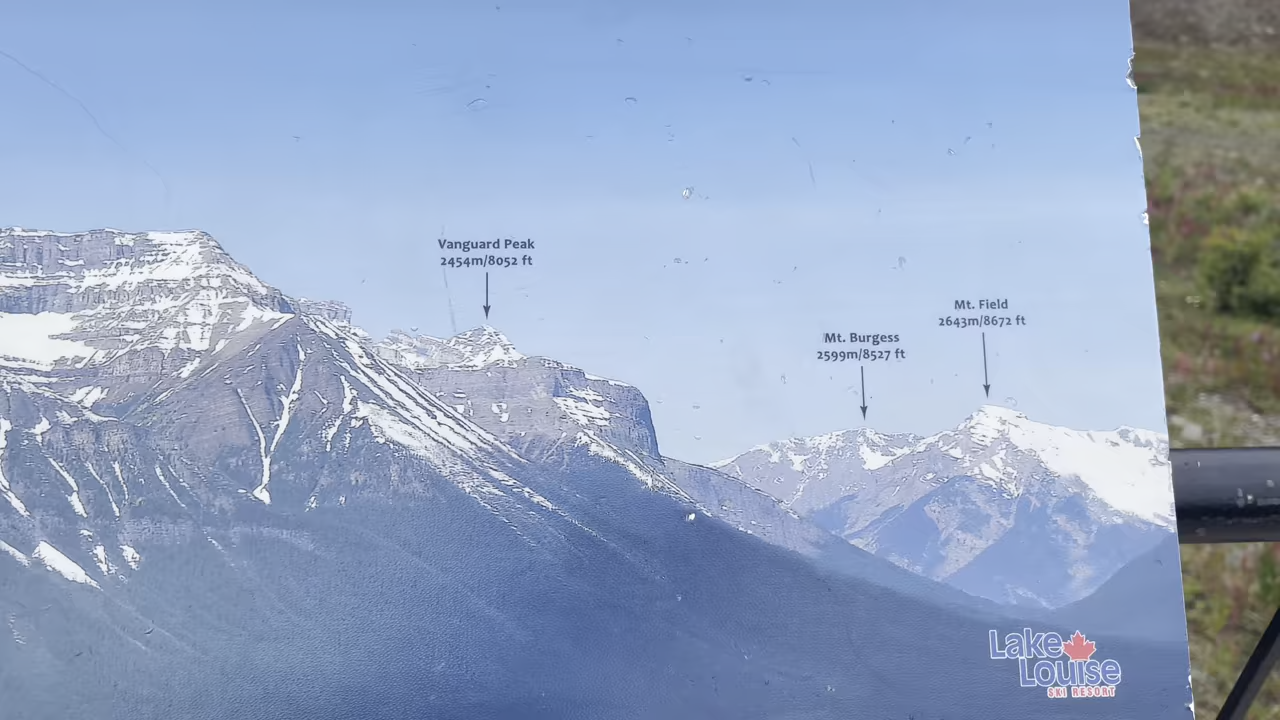 Vanguard Peak
2454m/8052 ft
Mt. Burgess
2599m/8527 ft
Mt. Field
2643m/8672 ft
Lake
Louise
SKI RESORT